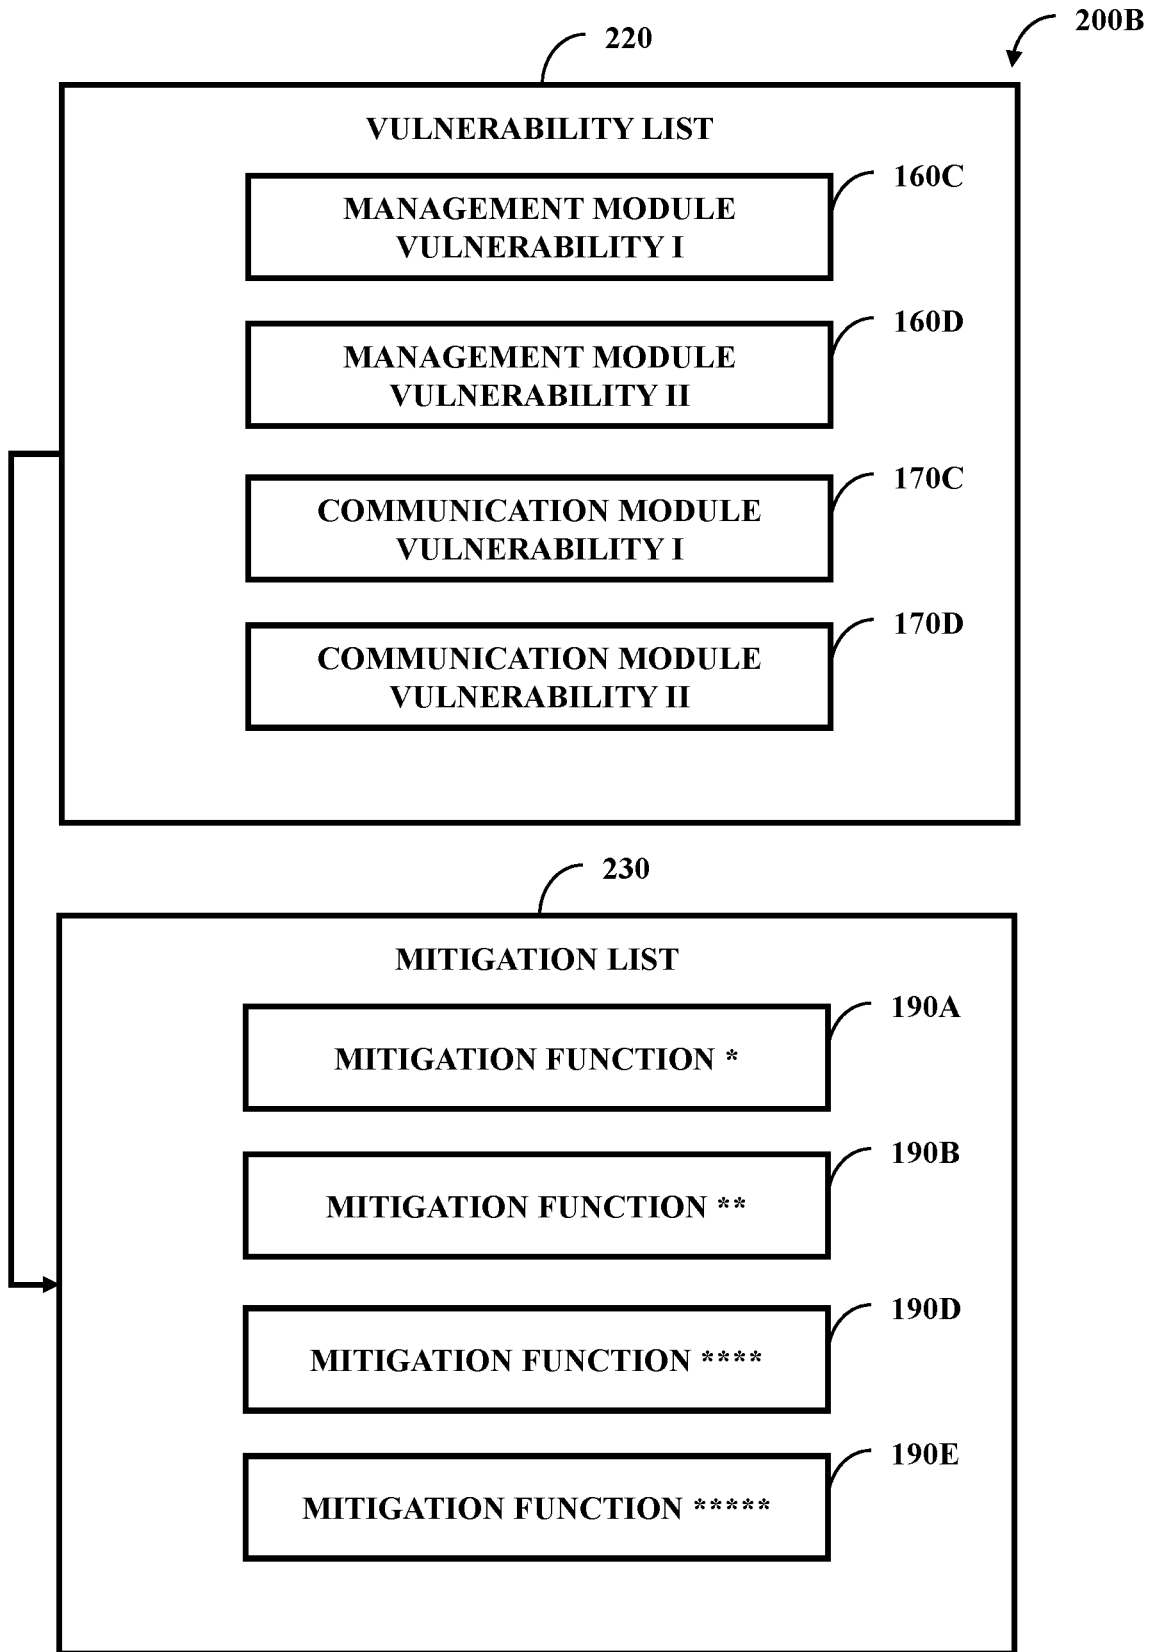 220
200B
VULNERABILITY LIST
160C
MANAGEMENT MODULE
VULNERABILITY I
160D
MANAGEMENT MODULE
VULNERABILITY II
170C
COMMUNICATION MODULE
VULNERABILITY I
170D
COMMUNICATION MODULE
VULNERABILITY II
230
MITIGATION LIST
190A
MITIGATION FUNCTION *
190B
MITIGATION FUNCTION **
190D
MITIGATION FUNCTION ****
190E
MITIGATION FUNCTION *****